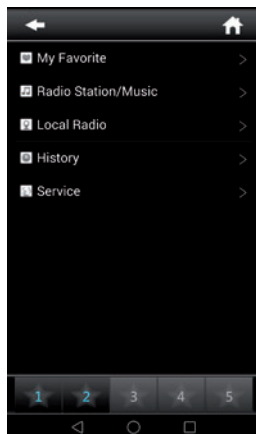 My Favorite
Radio Station/Music
Local Radio
History
Service
1 2 3 4 5